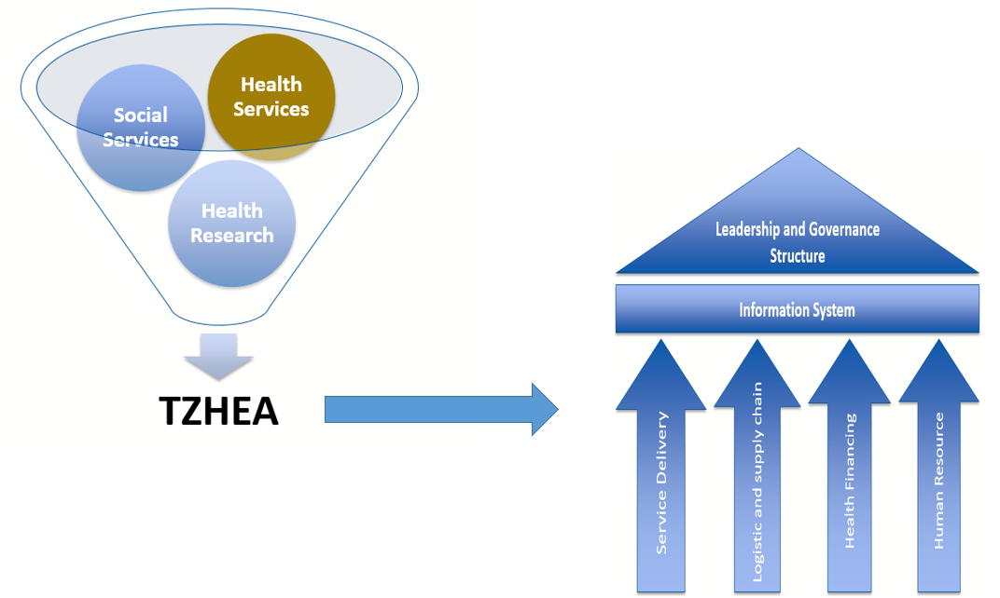 Health
Services
Social
Services
Health
Research
TZHEA
Leadership and Governance
Structure
Information System
Service Delivery
Logistic and supply chain
Health Financing
Human Resource